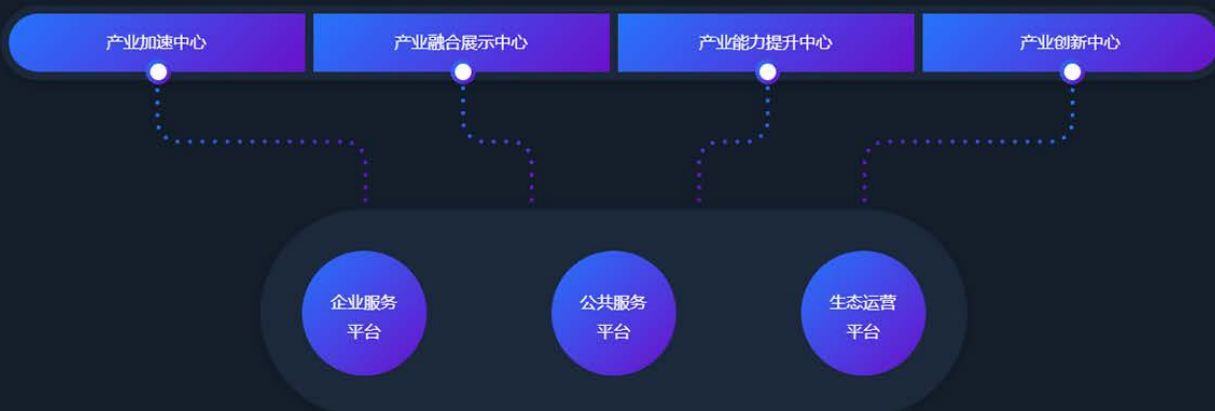 产业加速中心
产业融合展示中心
产业能力提升中心
产业创新中心
企业服务
平台
公共服务
平台
生态运营
平台